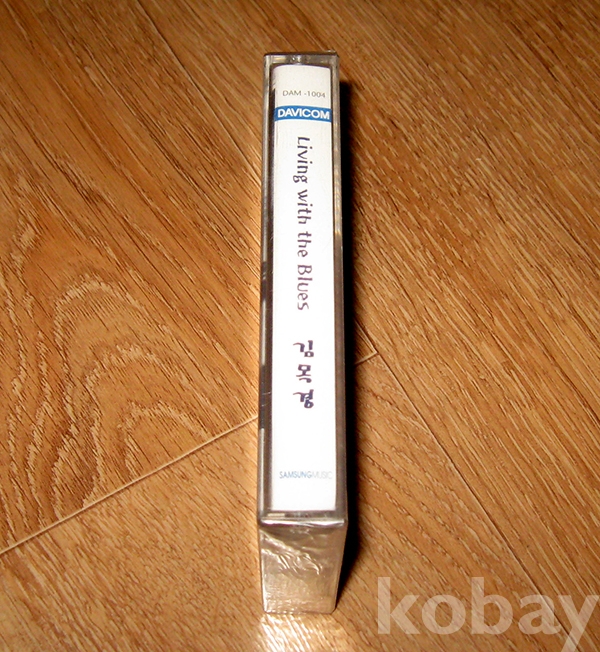 DAM -1004
DAVICOM
Living with the Blues
김목경
SAMSUNG MUSIC
kobay